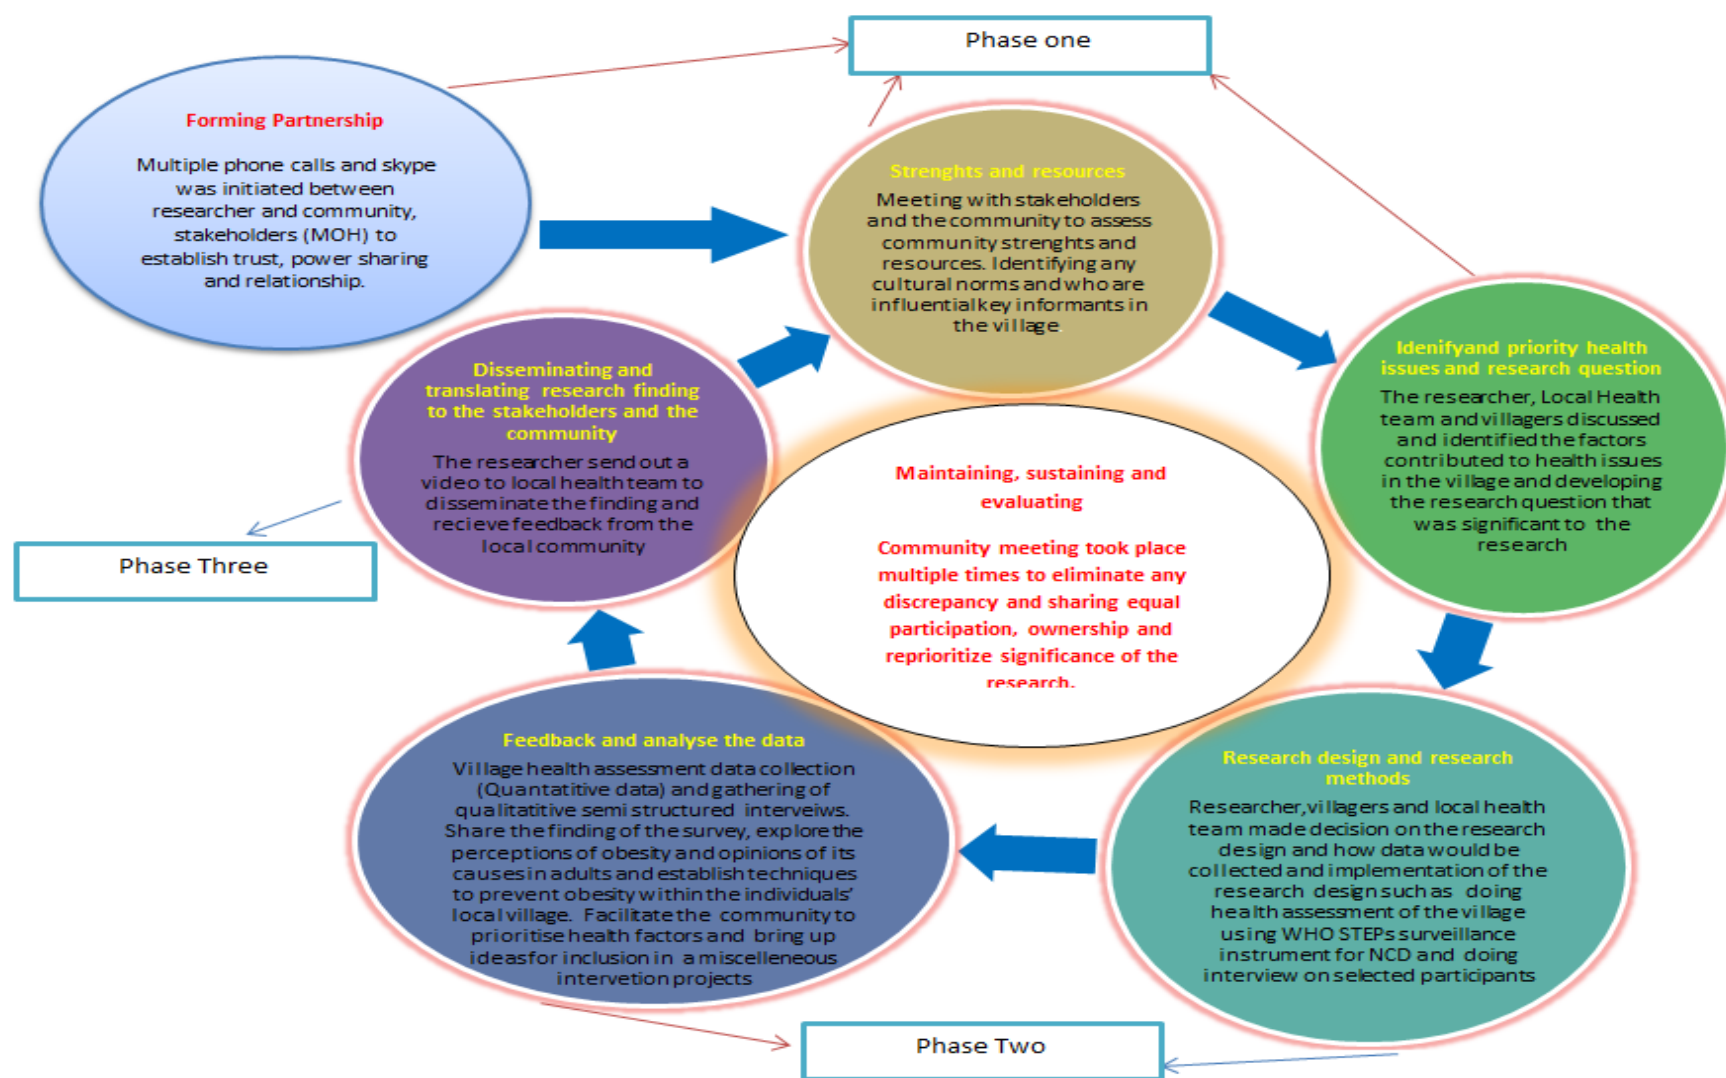 Phase one
Forming Partnership
Multiple phone calls and skype
was initiated between
researcher and community,
stakeholders (MOH) to
establish trust, power sharing
and relationship.
Strenghts and resources
Meeting with stakeholders
and the community to assess
community strenghts and
resources. Identifying any
cultural norms and who are
influential key informants in
the village
Idenify and priority health
issues and research question
The researcher, Local Health
team and villagers discussed
and identified the factors
contributed to health issues
in the village and developing
the research question that
was significant to the
research
Disseminating and
translating research finding
to the stakeholders and the
community
The researcher send out a
video to local health team to
disseminate the finding and
recieve feedback from the
local community
Maintaining, sustaining and
evaluating
Community meeting took place
multiple times to eliminate any
discrepancy and sharing equal
participation, ownership and
reprioritize significance of the
research.
Phase Three
Feedback and analyse the data
Village health assessment data collection
(Quantatitive data) and gathering of
qualitatitive semi structured interveiws.
Share the finding of the survey, explore the
perceptions of obesity and opinions of its
causes in adults and establish techniques
to prevent obesity within the individuals'
local village. Facilitate the community to
prioritise health factors and bring up
ideas for inclusion in a miscelleneous
intervetion projects
Research design and research
methods
Researcher, villagers and local health
team made decision on the research
design and how data would be
collected and implementation of the
research design such as doing
health assessment of the village
using WHO STEPs surveillance
instrument for NCD and doing
interview on selected participants
Phase Two